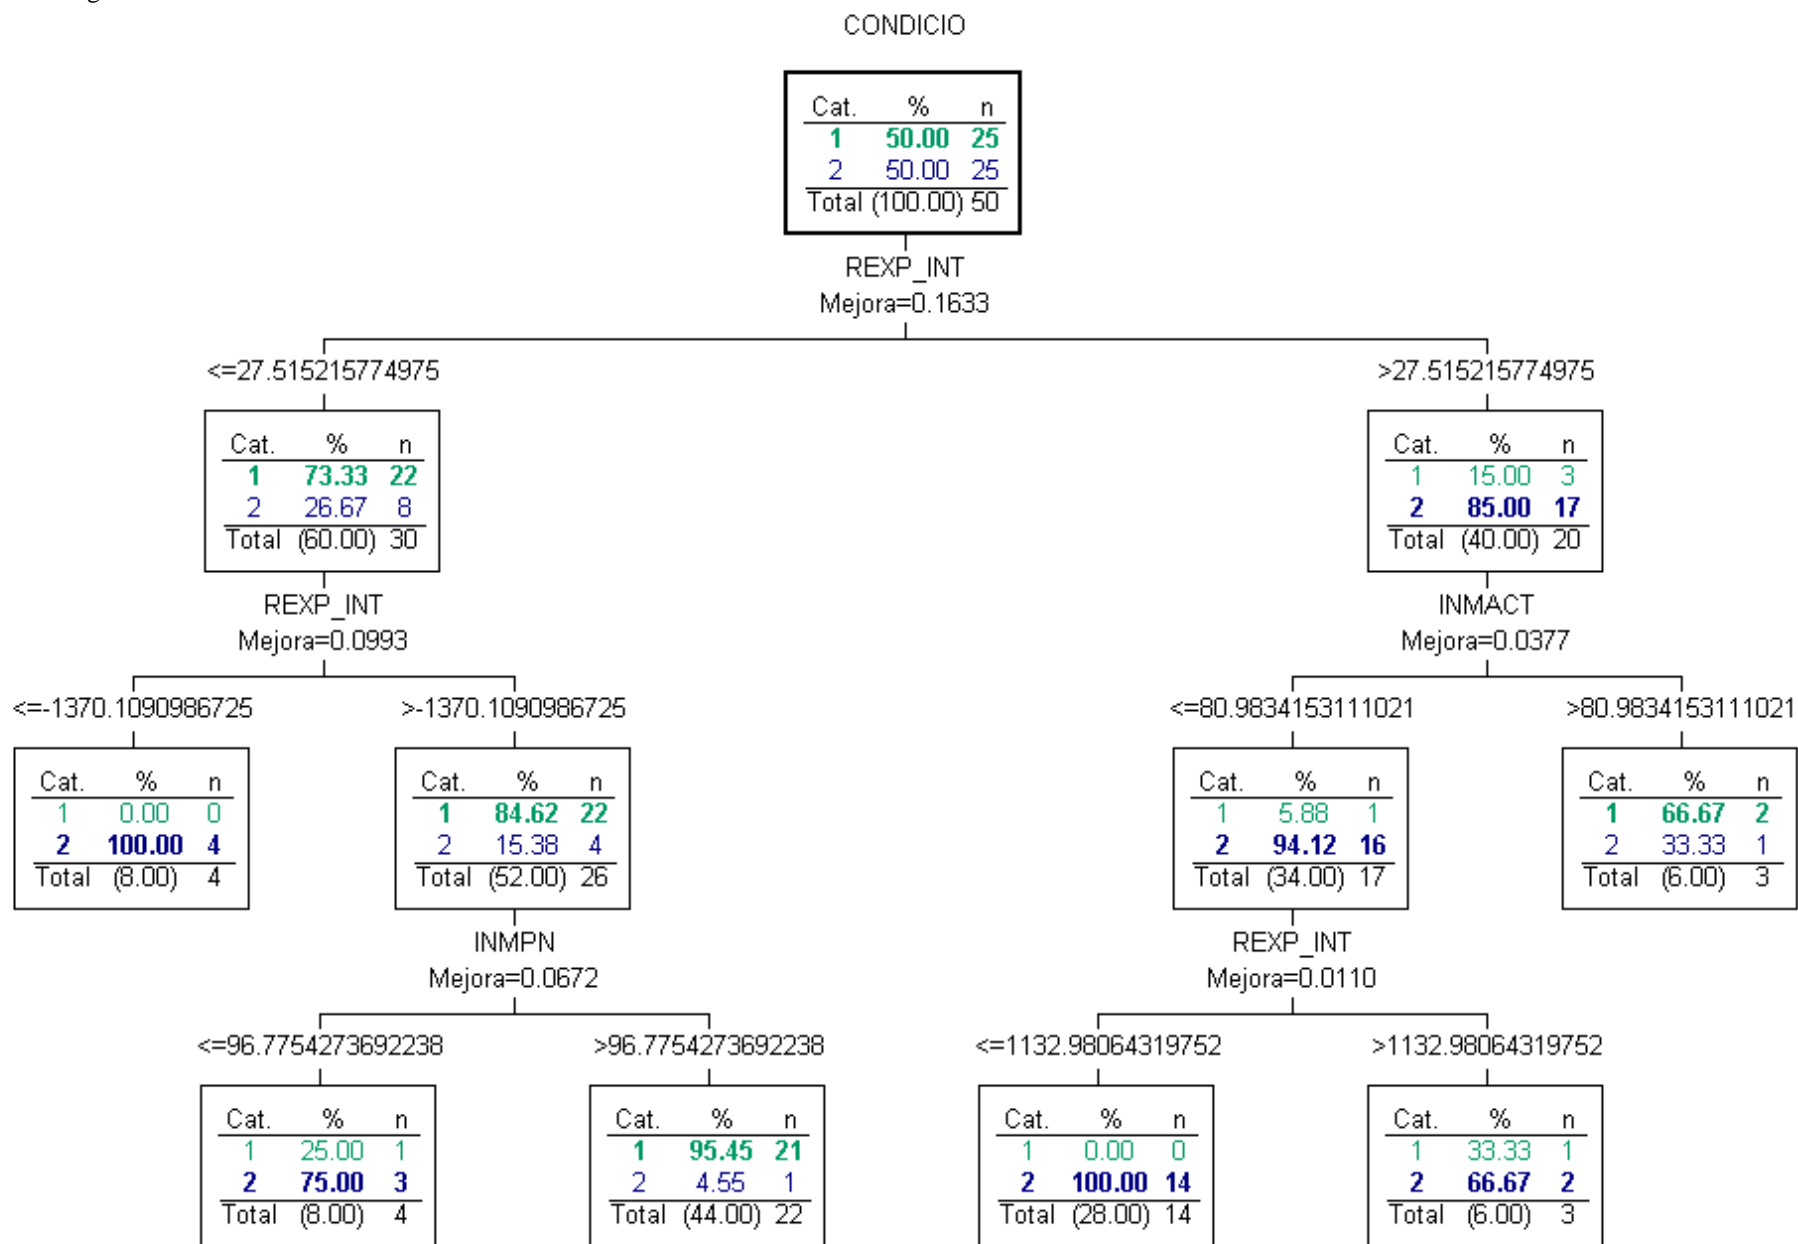 CONDICIO
Cat. % n
1 50.00 25
2 50.00 25
Total (100.00) 50
REXP_INT
Mejora=0.1633
<=27.515215774975
>27.515215774975
Cat. % n
1 73.33 22
2 26.67 8
Total (60.00) 30
Cat. % n
1 15.00 3
2 85.00 17
Total (40.00) 20
REXP_INT
Mejora=0.0993
INMACT
Mejora=0.0377
<=-1370.1090986725
>-1370.1090986725
<=80.9834153111021
>80.9834153111021
Cat. % n
1 0.00 0
2 100.00 4
Total (8.00) 4
Cat. % n
1 84.62 22
2 15.38 4
Total (52.00) 26
Cat. % n
1 5.88 1
2 94.12 16
Total (34.00) 17
Cat. % n
1 66.67 2
2 33.33 1
Total (6.00) 3
INMPN
Mejora=0.0672
REXP_INT
Mejora=0.0110
<=96.7754273692238
>96.7754273692238
<=1132.98064319752
>1132.98064319752
Cat. % n
1 25.00 1
2 75.00 3
Total (8.00) 4
Cat. % n
1 95.45 21
2 4.55 1
Total (44.00) 22
Cat. % n
1 0.00 0
2 100.00 14
Total (28.00) 14
Cat. % n
1 33.33 1
2 66.67 2
Total (6.00) 3